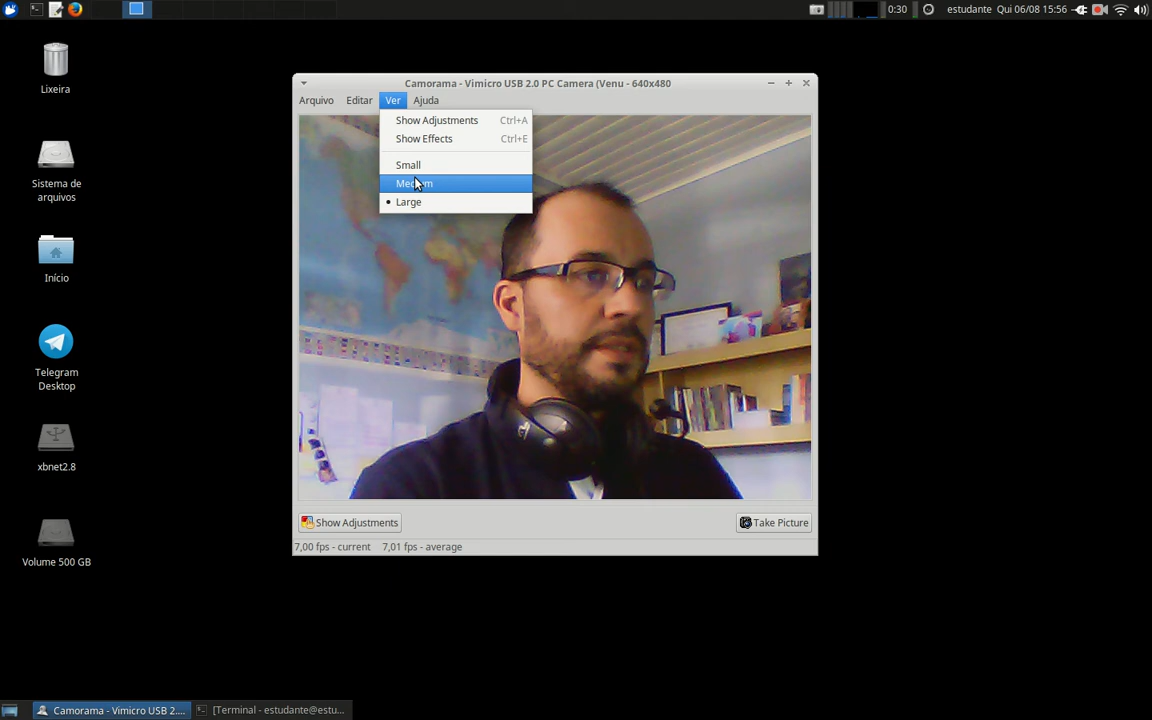 0:30 estudante Qui 06/08 15:56
Lixeira
Sistema de
arquivos
Início
Telegram
Desktop
xbnet2.8
Volume 500 GB
Camorama - Vimicro USB 2.0 PC Camera (Venu - 640x480
Arquivo Editar Ver Ajuda
Show Adjustments Ctrl+A
Show Effects Ctrl+E
Small
Medium
Large
Show Adjustments Take Picture
7,00 fps - current 7,01 fps - average
Camorama - Vimicro USB 2.... [Terminal - estudante@estu...